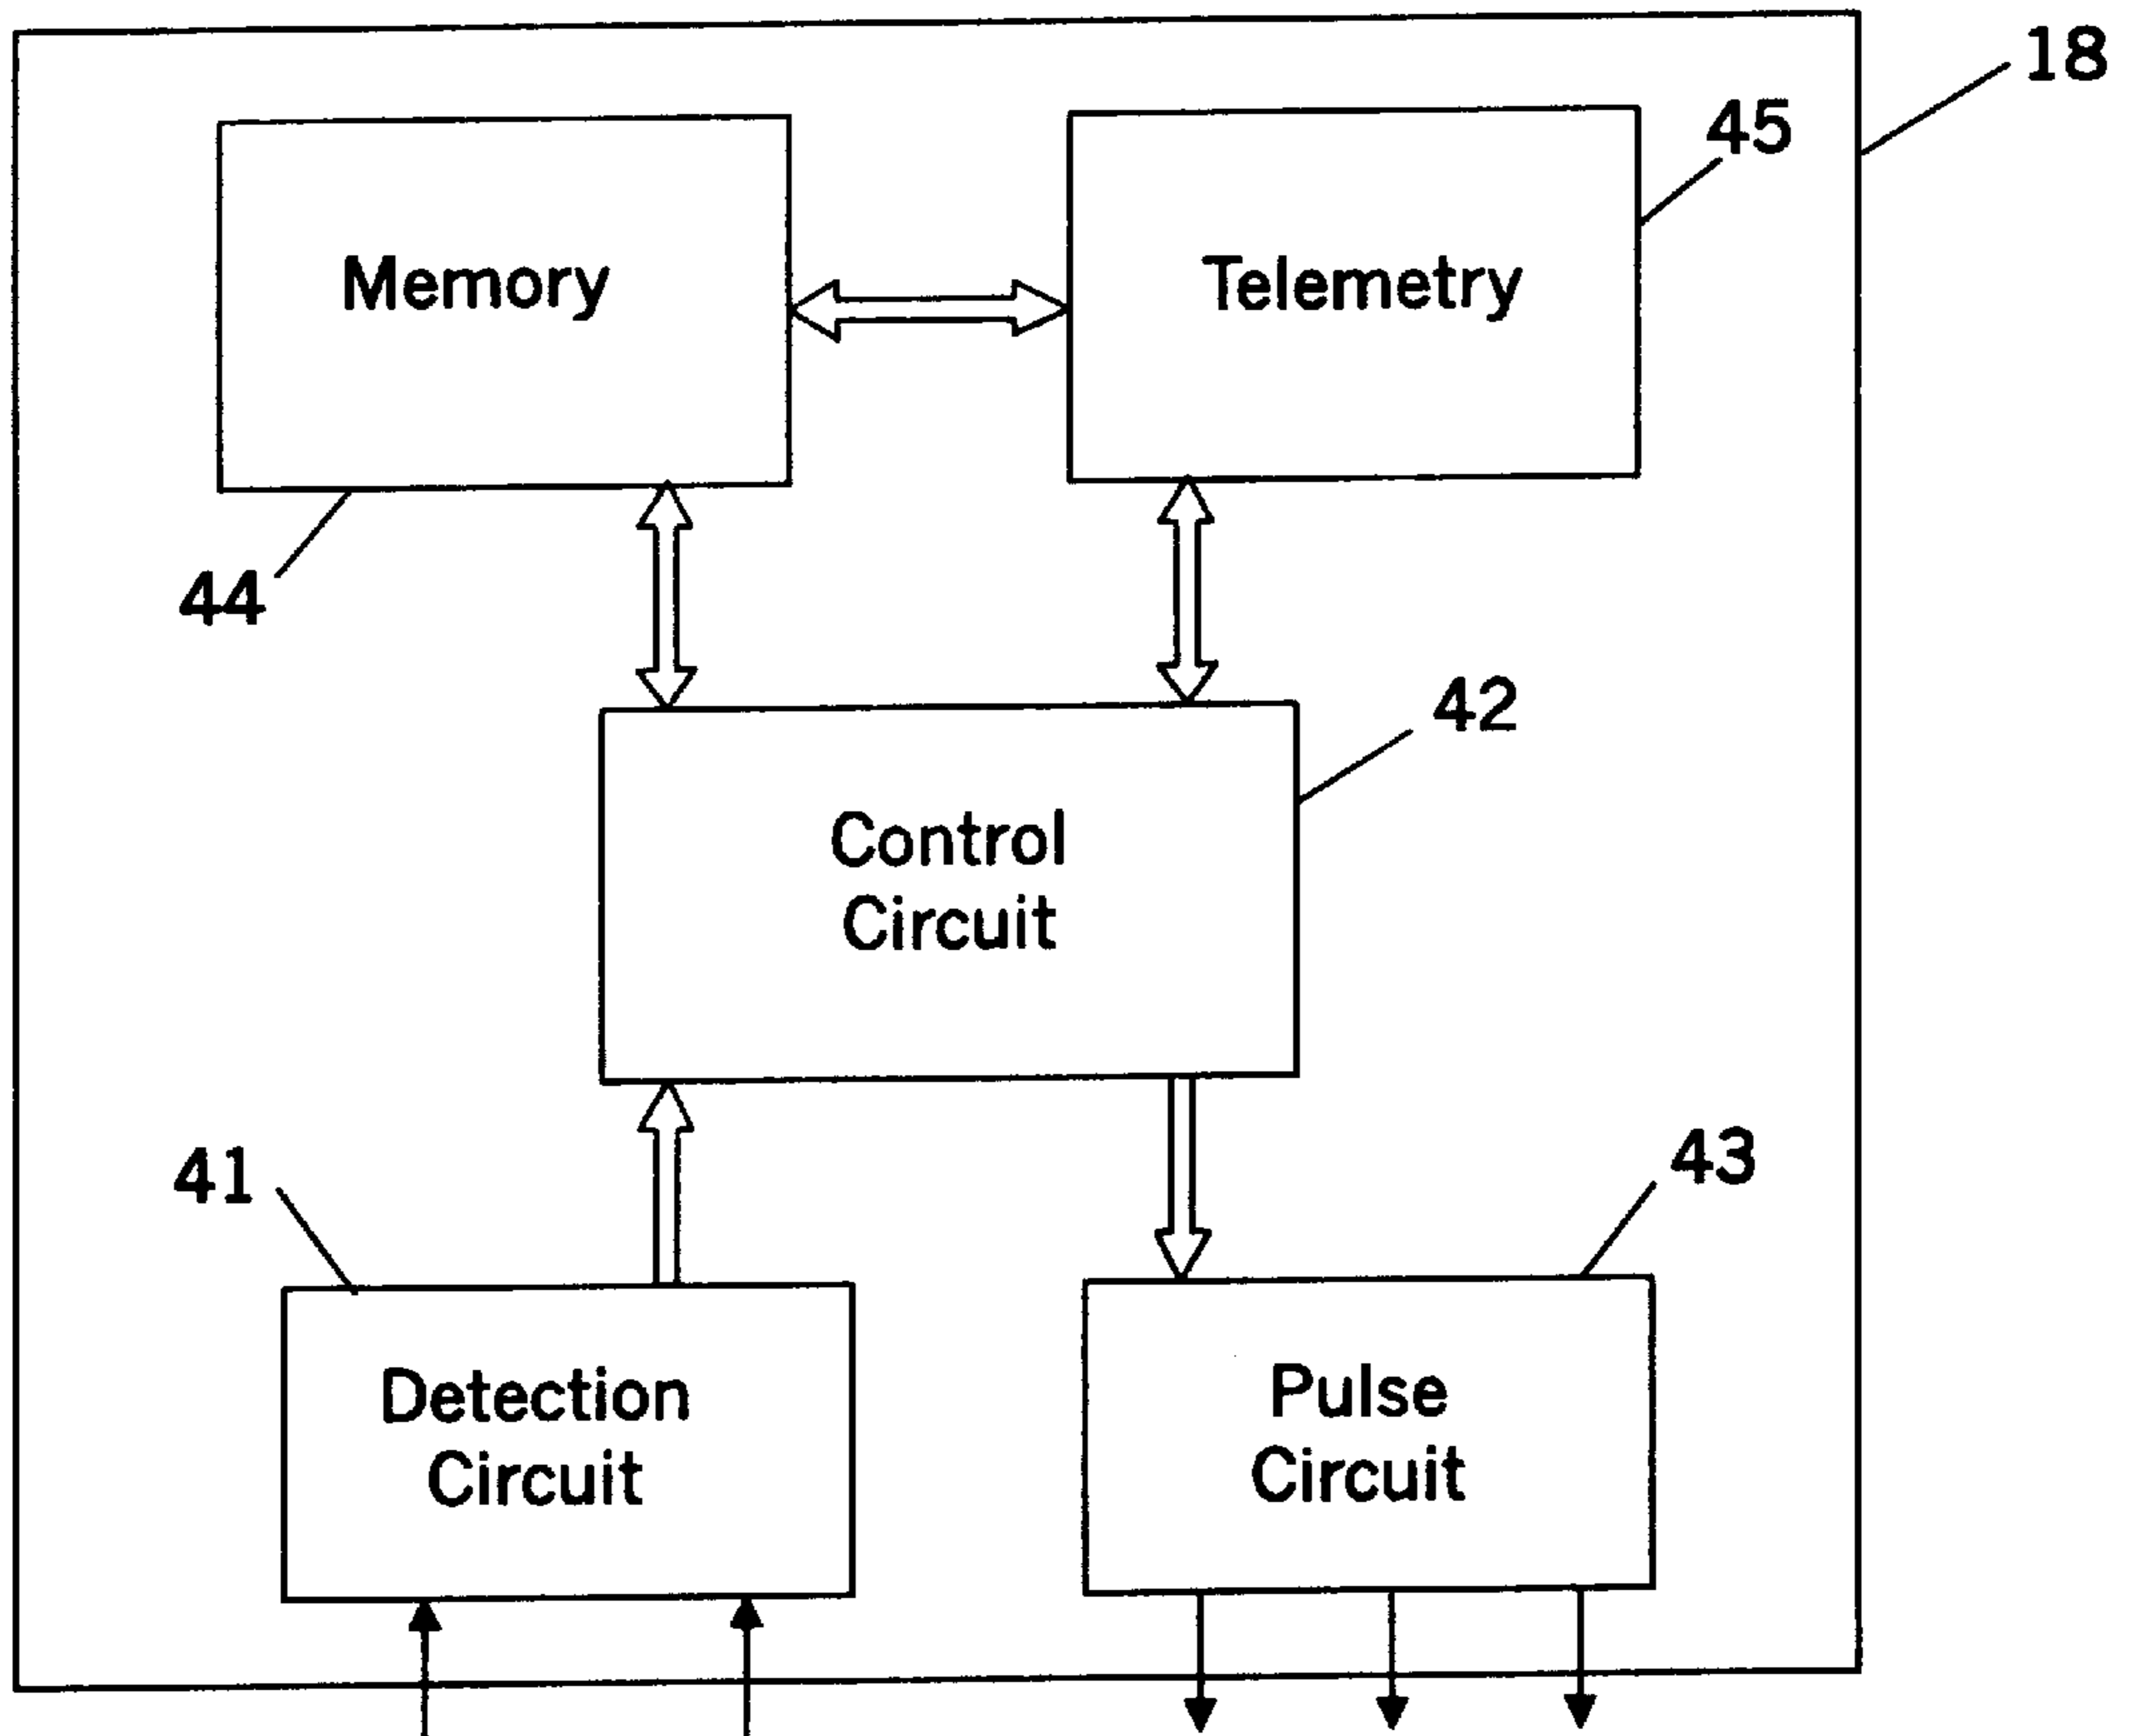 18
45
Memory
Telemetry
44
42
Control
Circuit
41
43
Detection
Circuit
Pulse
Circuit